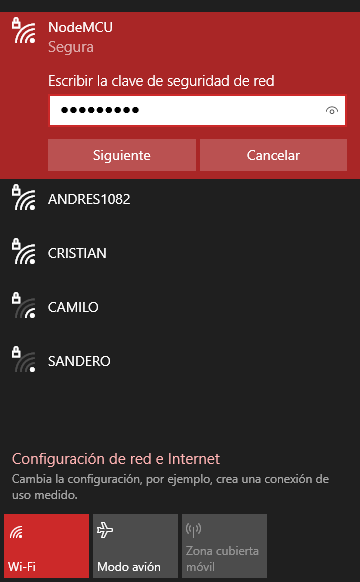 NodeMCU
Segura
Escribir la clave de seguridad de red
●●●●●●●●●
Siguiente Cancelar
ANDRES1082
CRISTIAN
CAMILO
SANDERO
Configuración de red e Internet
Cambia la configuración, por ejemplo, crea una conexión de
uso medido.
Wi-Fi
Modo avión
Zona cubierta
móvil